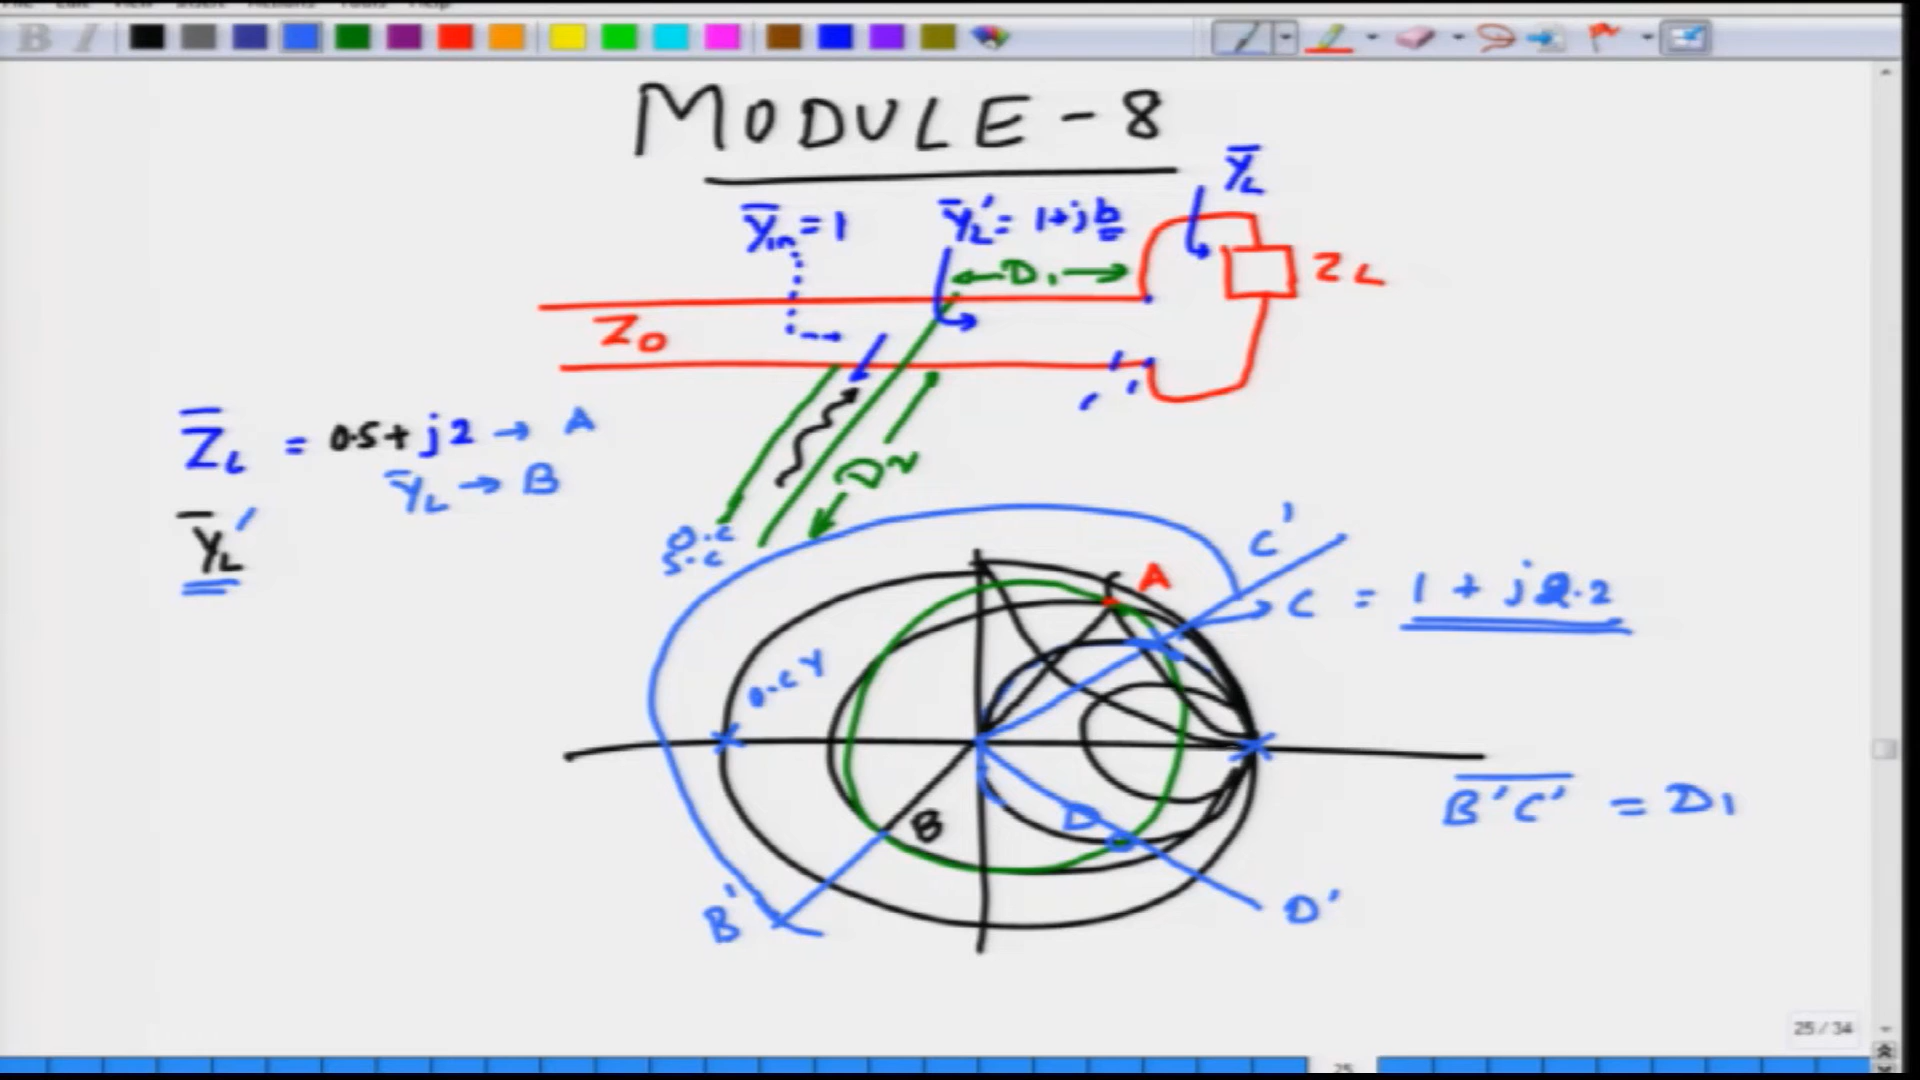 MODULE - 8
Y̅L
Y̅in = 1
Y̅L' = 1+jb
D1
ZL
Z0
Z̅L = 0.5 + j2 → A
Y̅L → B
D2
Y̅L'
O.C
S.C
C'
A
C = 1 + j2.2
O.C Y
B
D
B'C' = D1
B'
D'
25 / 34
25